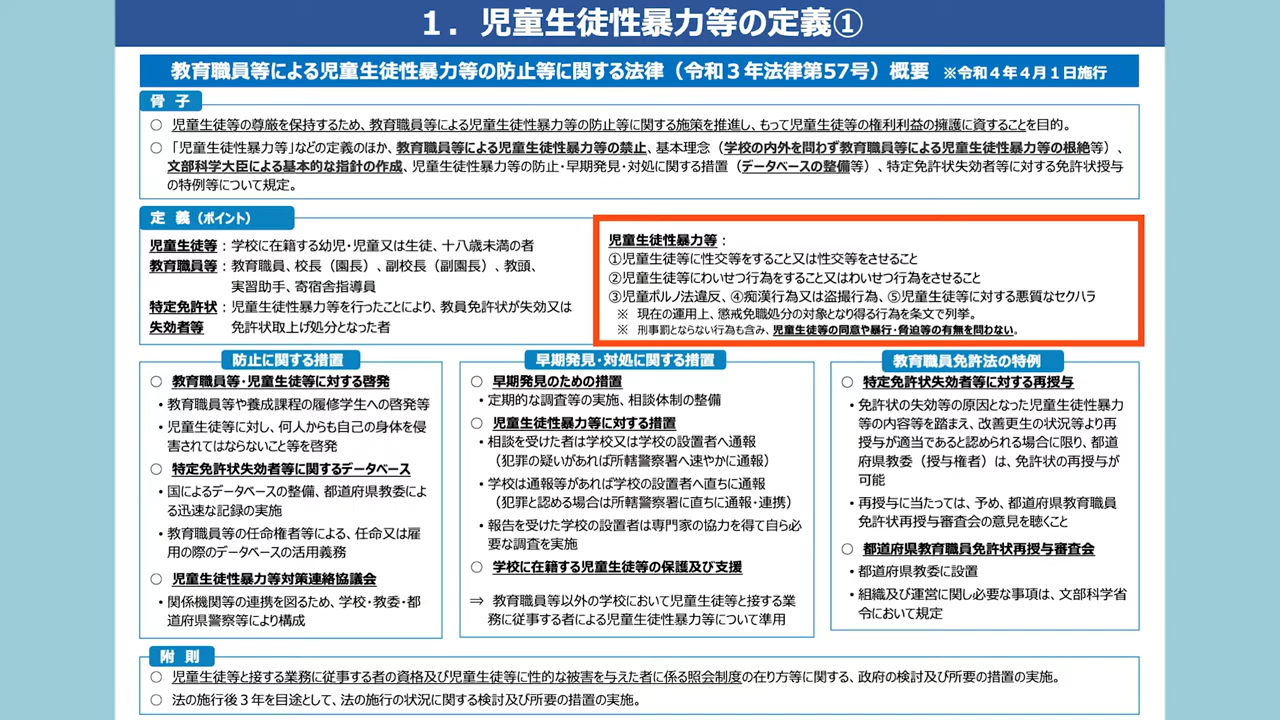 １．児童生徒性暴力等の定義①
教育職員等による児童生徒性暴力等の防止等に関する法律（令和３年法律第57号）概要　※令和４年４月１日施行
骨 子
○ 児童生徒等の尊厳を保持するため、教育職員等による児童生徒性暴力等の防止等に関する施策を推進し、もって児童生徒等の権利利益の擁護に資することを目的。
○ 「児童生徒性暴力等」などの定義のほか、教育職員等による児童生徒性暴力等の禁止、基本理念（学校の内外を問わず教育職員等による児童生徒性暴力等の根絶等）、
文部科学大臣による基本的な指針の作成、児童生徒性暴力等の防止・早期発見・対処に関する措置（データベースの整備等）、特定免許状失効者等に対する免許状授与
の特例等について規定。
定 義（ポイント）
児童生徒等：学校に在籍する幼児・児童又は生徒、十八歳未満の者
教育職員等：教育職員、校長（園長）、副校長（副園長）、教頭、
実習助手、寄宿舎指導員
特定免許状：児童生徒性暴力等を行ったことにより、教員免許状が失効又は
失効者等 免許状取上げ処分となった者
児童生徒性暴力等：
①児童生徒等に性交等をすること又は性交等をさせること
②児童生徒等にわいせつ行為をすること又はわいせつ行為をさせること
③児童ポルノ法違反、④痴漢行為又は盗撮行為、⑤児童生徒等に対する悪質なセクハラ
※ 現在の運用上、懲戒免職処分の対象となり得る行為を条文で列挙。
※ 刑事罰とならない行為も含み、児童生徒等の同意や暴行・脅迫等の有無を問わない。
防止に関する措置
○ 教育職員等・児童生徒等に対する啓発
・教育職員等や養成課程の履修学生への啓発等
・児童生徒等に対し、何人からも自己の身体を侵
害されてはならないこと等を啓発
○ 特定免許状失効者等に関するデータベース
・国によるデータベースの整備、都道府県教委によ
る迅速な記録の実施
・教育職員等の任命権者等による、任命又は雇
用の際のデータベースの活用義務
○ 児童生徒性暴力等対策連絡協議会
・関係機関等の連携を図るため、学校・教委・都
道府県警察等により構成
早期発見・対処に関する措置
○ 早期発見のための措置
・定期的な調査等の実施、相談体制の整備
○ 児童生徒性暴力等に対する措置
・相談を受けた者は学校又は学校の設置者へ通報
（犯罪の疑いがあれば所轄警察署へ速やかに通報）
・学校は通報等があれば学校の設置者へ直ちに通報
（犯罪と認める場合は所轄警察署に直ちに通報・連携）
・報告を受けた学校の設置者は専門家の協力を得て自ら必
要な調査を実施
○ 学校に在籍する児童生徒等の保護及び支援
⇒ 教育職員等以外の学校において児童生徒等と接する業
務に従事する者による児童生徒性暴力等について準用
教育職員免許法の特例
○ 特定免許状失効者等に対する再授与
・免許状の失効等の原因となった児童生徒性暴力
等の内容等を踏まえ、改善更生の状況等より再
授与が適当であると認められる場合に限り、都道
府県教委（授与権者）は、免許状の再授与が
可能
・再授与に当たっては、予め、都道府県教育職員
免許状再授与審査会の意見を聴くこと
○ 都道府県教育職員免許状再授与審査会
・都道府県教委に設置
・組織及び運営に関し必要な事項は、文部科学省
令において規定
附 則
○ 児童生徒等と接する業務に従事する者の資格及び児童生徒等に性的な被害を与えた者に係る照会制度の在り方等に関する、政府の検討及び所要の措置の実施。
○ 法の施行後３年を目途として、法の施行の状況に関する検討及び所要の措置の実施。